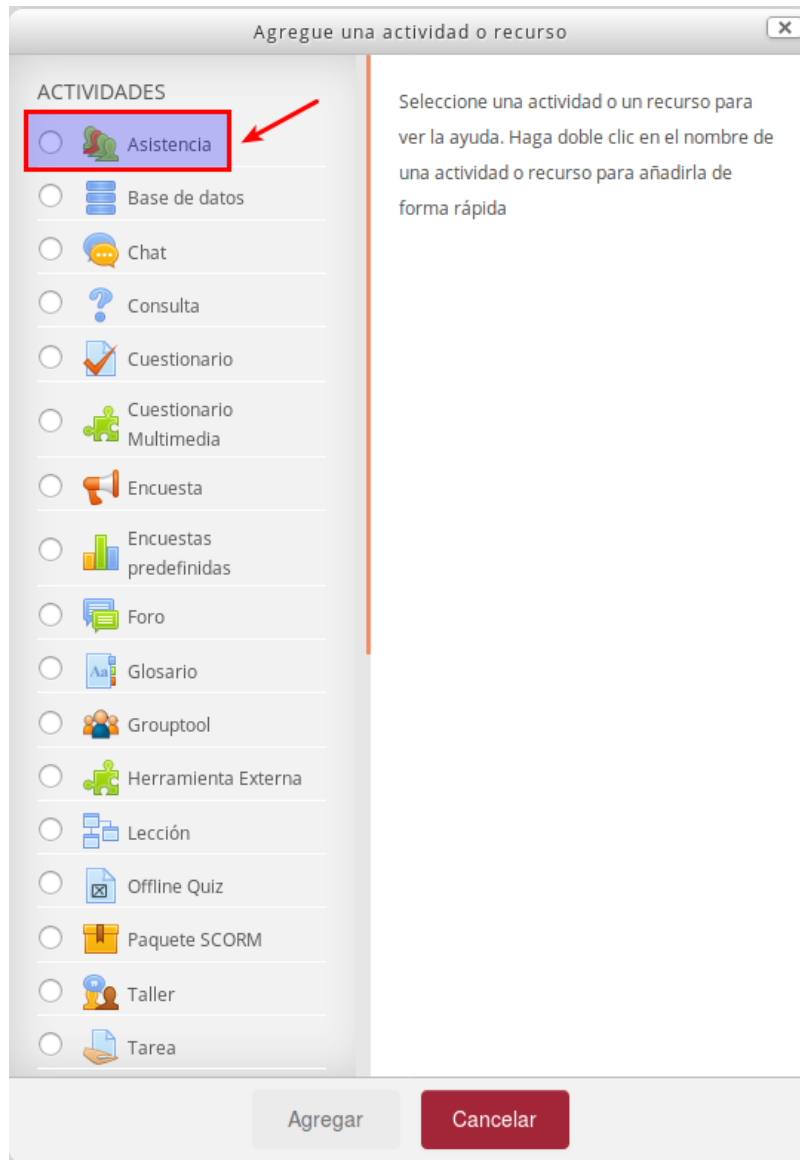 Agregue una actividad o recurso
ACTIVIDADES
Asistencia
Base de datos
Chat
Consulta
Cuestionario
Cuestionario
Multimedia
Encuesta
Encuestas
predefinidas
Foro
Aa
Glosario
Grouptool
Herramienta Externa
Lección
Offline Quiz
Paquete SCORM
Taller
Tarea
Seleccione una actividad o un recurso para
ver la ayuda. Haga doble clic en el nombre de
una actividad o recurso para añadirla de
forma rápida
Agregar
Cancelar